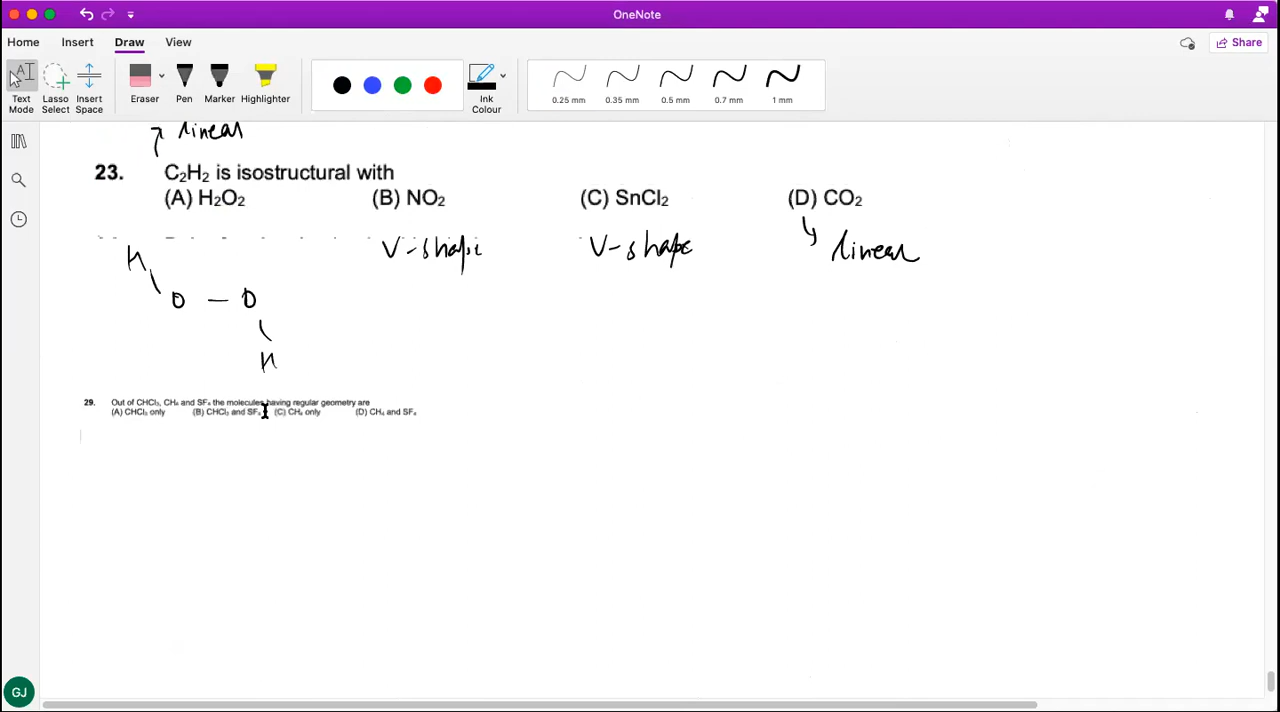 OneNote
Home Insert Draw View
Share
Text Mode
Lasso Select
Insert Space
Eraser
Pen
Marker
Highlighter
Ink Colour
0.25 mm
0.35 mm
0.5 mm
0.7 mm
1 mm
linear
23. C₂H₂ is isostructural with
(A) H₂O₂ (B) NO₂ (C) SnCl₂ (D) CO₂
V-shape V-shape linear
H
O — O
H
29. Out of CHCl₃, CH₄ and SF₄ the molecules having regular geometry are
(A) CHCl₃ only (B) CHCl₃ and SF₄ (C) CH₄ only (D) CH₄ and SF₄
GJ